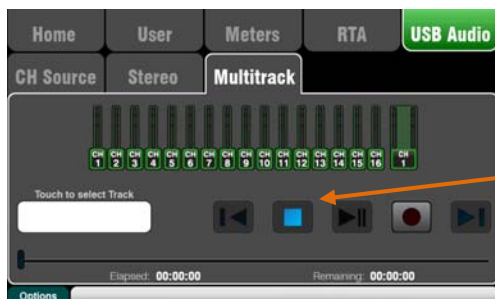 Home User Meters RTA USB Audio
CH Source Stereo Multitrack
CH 1 CH 2 CH 3 CH 4 CH 5 CH 6 CH 7 CH 8 CH 9 CH 10 CH 11 CH 12 CH 13 CH 14 CH 15 CH 16 CH 1
Touch to select Track
Elapsed: 00:00:00 Remaining: 00:00:00
Options